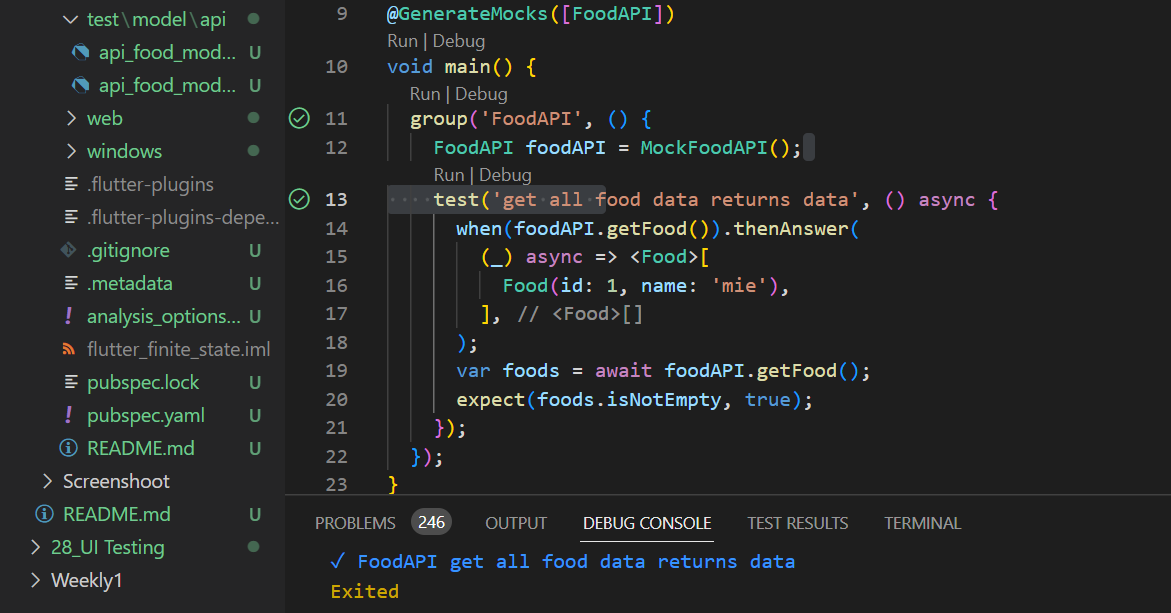 test\model\api
api_food_mod... U
api_food_mod... U
web
windows
.flutter-plugins
.flutter-plugins-depe...
.gitignore U
.metadata U
! analysis_options... U
flutter_finite_state.iml
pubspec.lock U
! pubspec.yaml U
README.md U
Screenshoot
README.md U
28_UI Testing
Weekly1
9 @GenerateMocks([FoodAPI])
Run | Debug
10 void main() {
Run | Debug
11 group('FoodAPI', () {
12 FoodAPI foodAPI = MockFoodAPI();
Run | Debug
13 test('get all food data returns data', () async {
14 when(foodAPI.getFood()).thenAnswer(
15 (_) async => <Food>[
16 Food(id: 1, name: 'mie'),
17 ], // <Food>[]
18 );
19 var foods = await foodAPI.getFood();
20 expect(foods.isNotEmpty, true);
21 });
22 });
23 }
PROBLEMS 246 OUTPUT DEBUG CONSOLE TEST RESULTS TERMINAL
✓ FoodAPI get all food data returns data
Exited